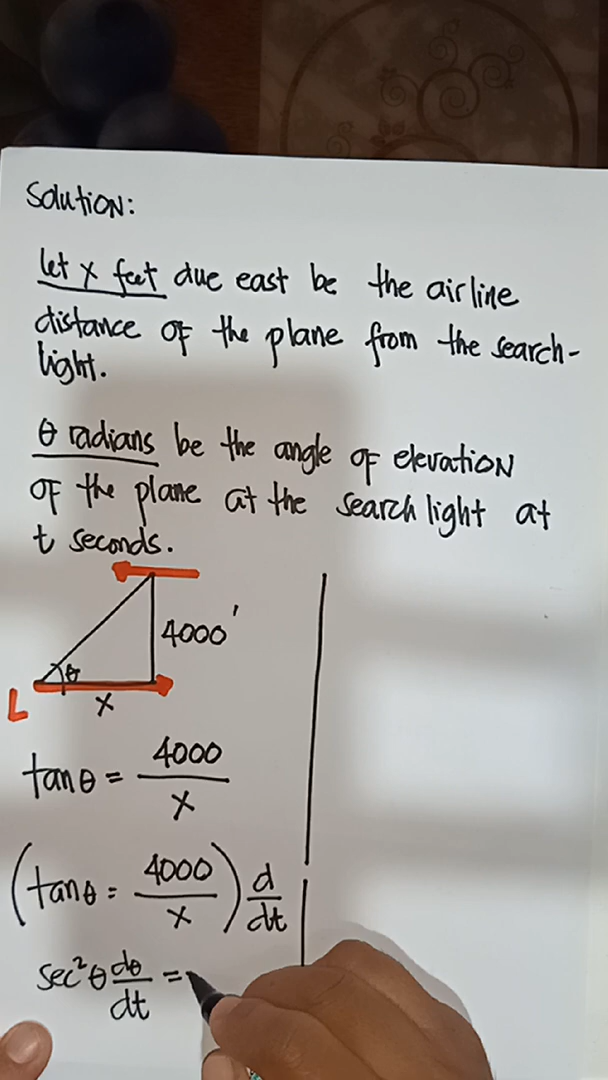 Solution:
let x feet due east be the airline
distance of the plane from the search-
light.
θ radians be the angle of elevation
of the plane at the search light at
t seconds.
4000'
θ
L
x
tan θ = 4000/x
(tan θ = 4000/x) d/dt
sec²θ dθ/dt =